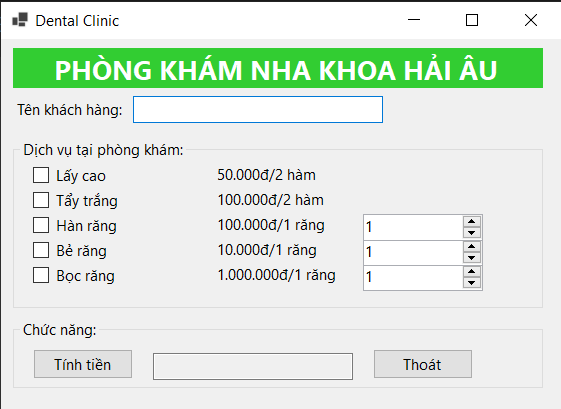 Dental Clinic
PHÒNG KHÁM NHA KHOA HẢI ÂU
Tên khách hàng:
Dịch vụ tại phòng khám:
Lấy cao 50.000đ/2 hàm
Tẩy trắng 100.000đ/2 hàm
Hàn răng 100.000đ/1 răng 1
Bẻ răng 10.000đ/1 răng 1
Bọc răng 1.000.000đ/1 răng 1
Chức năng:
Tính tiền Thoát